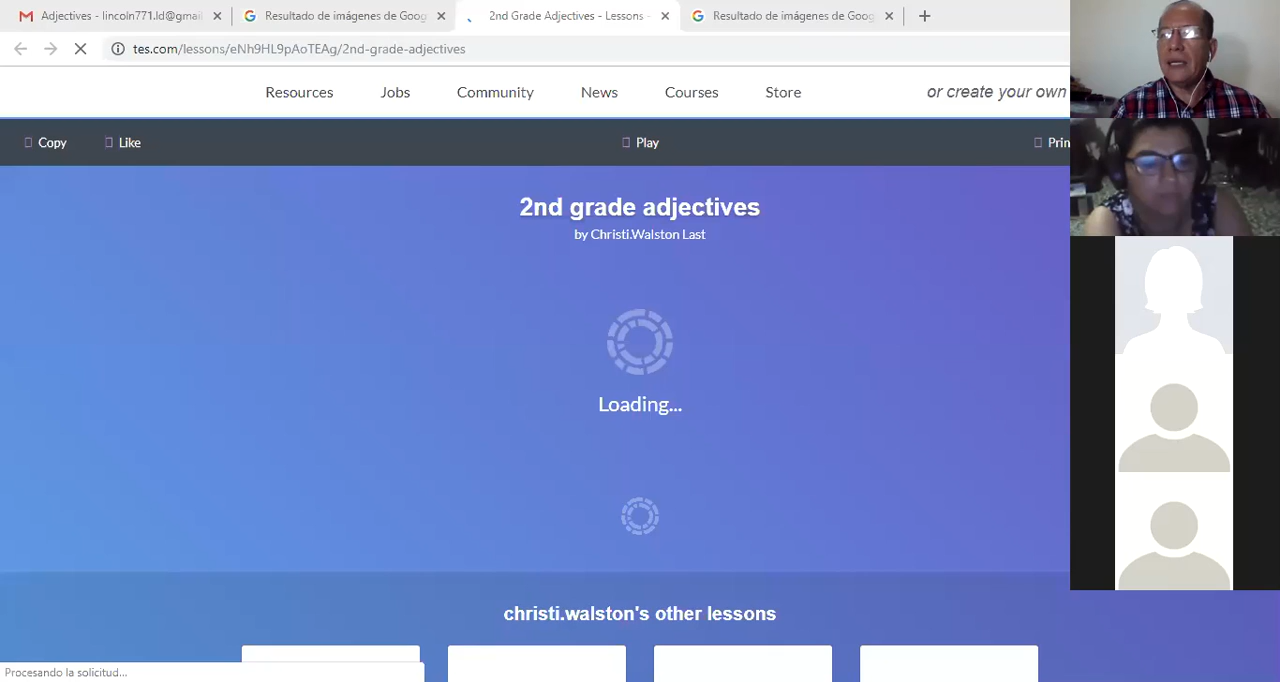 Adjectives - lincoln771.ld@gmail
Resultado de imágenes de Goog
2nd Grade Adjectives - Lessons -
Resultado de imágenes de Goog
tes.com/lessons/eNh9HL9pAoTEAg/2nd-grade-adjectives
Resources
Jobs
Community
News
Courses
Store
or create your own
Copy
Like
Play
Prin
2nd grade adjectives
by Christi.Walston Last
Loading...
christi.walston's other lessons
Procesando la solicitud...